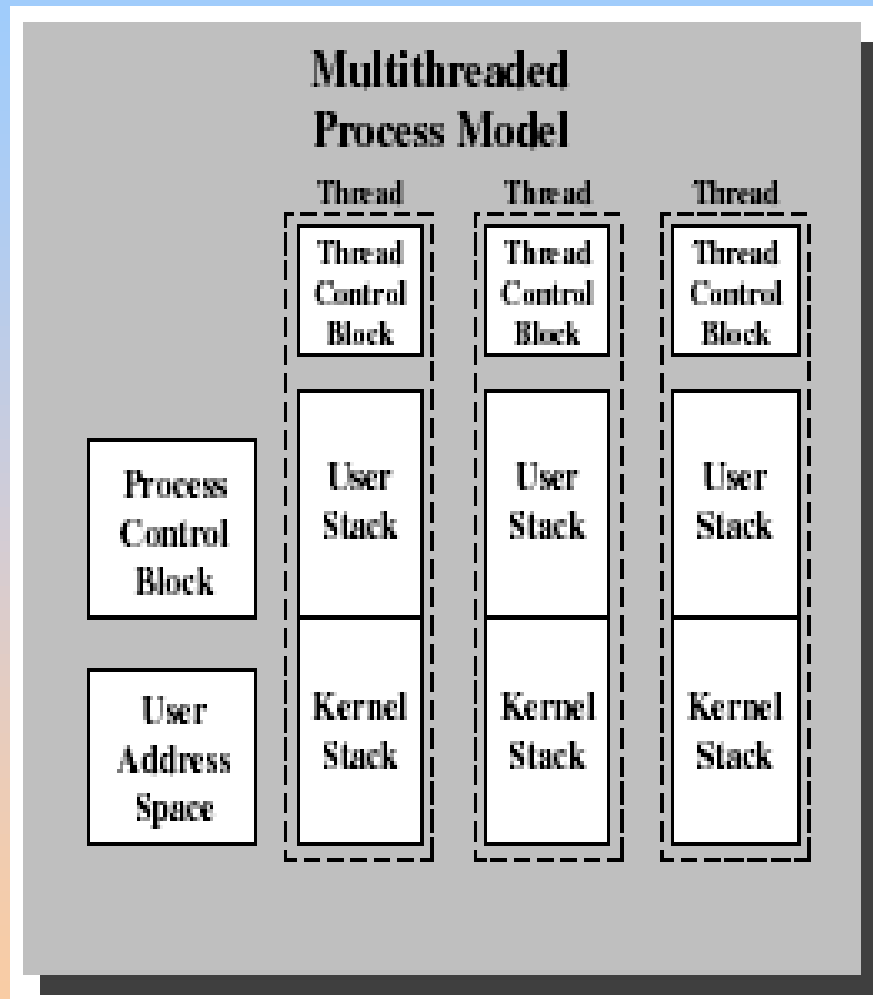 Multithreaded
Process Model
Thread
Thread
Control
Block
User
Stack
Kernel
Stack
Thread
Thread
Control
Block
User
Stack
Kernel
Stack
Thread
Thread
Control
Block
User
Stack
Kernel
Stack
Process
Control
Block
User
Address
Space